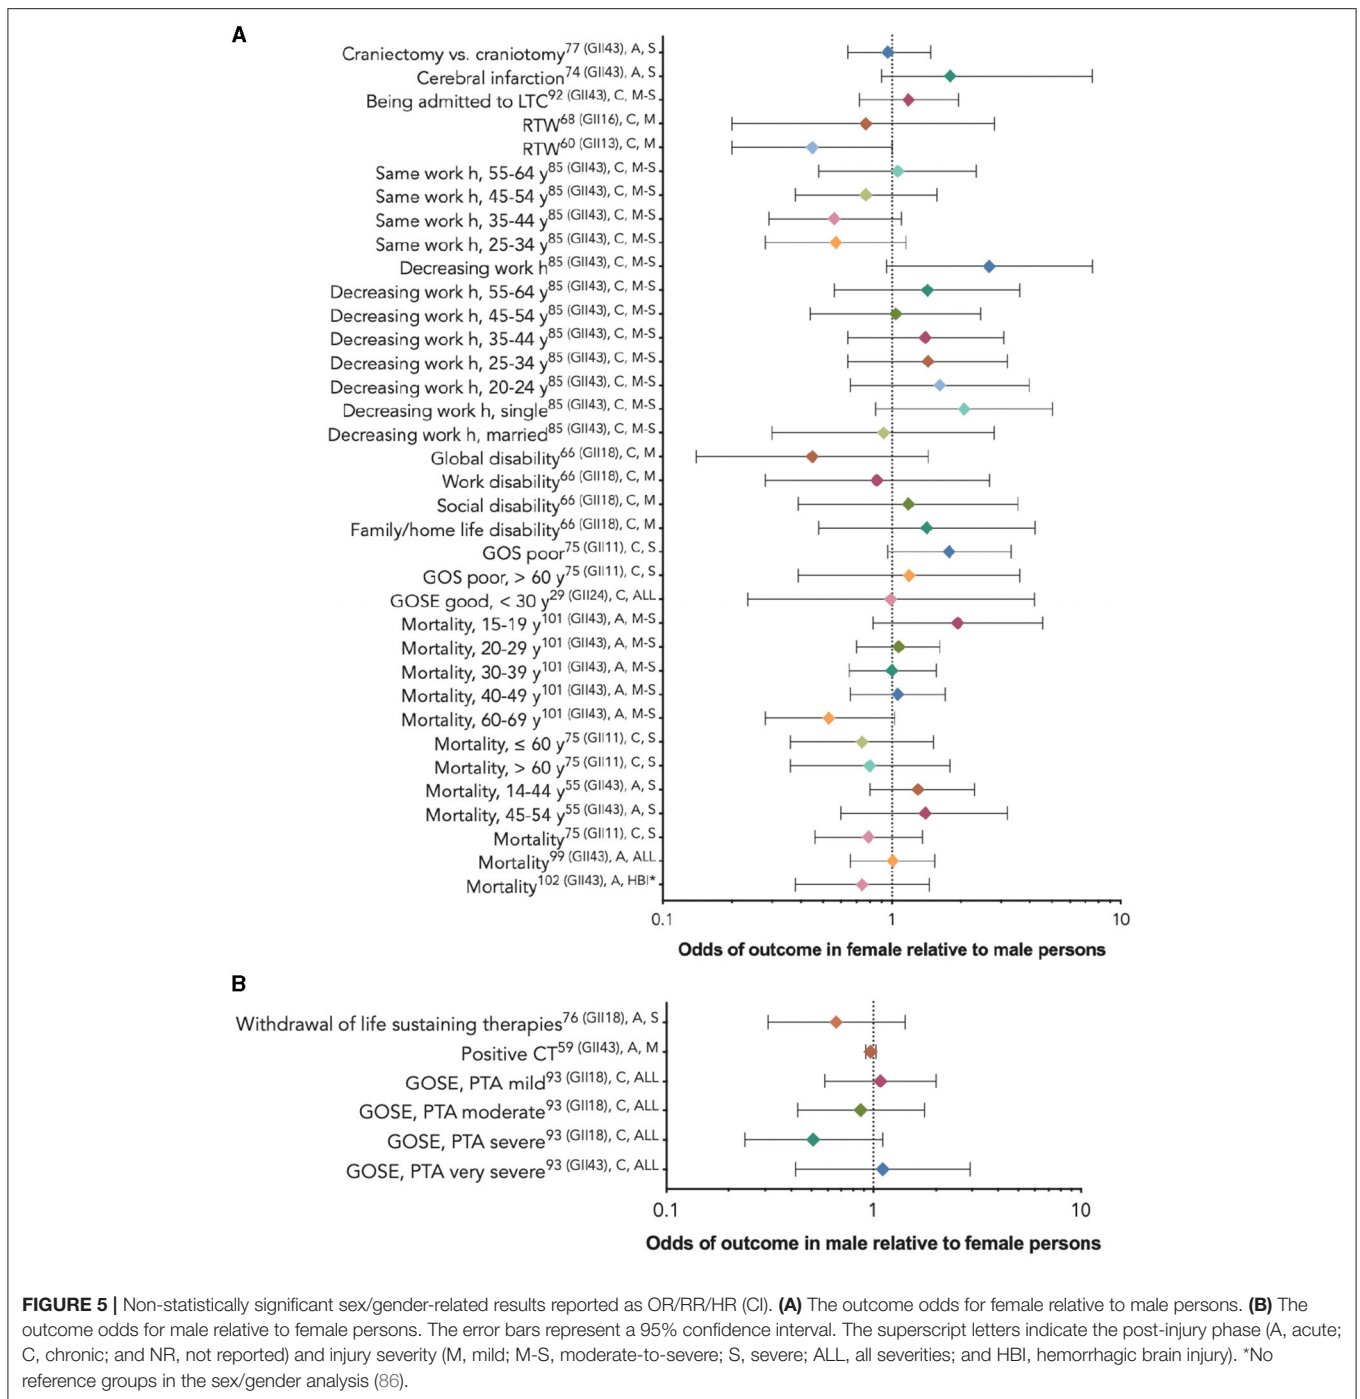 A
Craniectomy vs. craniotomy77 (GII43), A, S
Cerebral infarction74 (GII43), A, S
Being admitted to LTC92 (GII43), C, M-S
RTW68 (GII16), C, M
RTW60 (GII13), C, M
Same work h, 55-64 y85 (GII43), C, M-S
Same work h, 45-54 y85 (GII43), C, M-S
Same work h, 35-44 y85 (GII43), C, M-S
Same work h, 25-34 y85 (GII43), C, M-S
Decreasing work h85 (GII43), C, M-S
Decreasing work h, 55-64 y85 (GII43), C, M-S
Decreasing work h, 45-54 y85 (GII43), C, M-S
Decreasing work h, 35-44 y85 (GII43), C, M-S
Decreasing work h, 25-34 y85 (GII43), C, M-S
Decreasing work h, 20-24 y85 (GII43), C, M-S
Decreasing work h, single85 (GII43), C, M-S
Decreasing work h, married85 (GII43), C, M-S
Global disability66 (GII18), C, M
Work disability66 (GII18), C, M
Social disability66 (GII18), C, M
Family/home life disability66 (GII18), C, M
GOS poor75 (GII11), C, S
GOS poor, > 60 y75 (GII11), C, S
GOSE good, < 30 y29 (GII24), C, ALL
Mortality, 15-19 y101 (GII43), A, M-S
Mortality, 20-29 y101 (GII43), A, M-S
Mortality, 30-39 y101 (GII43), A, M-S
Mortality, 40-49 y101 (GII43), A, M-S
Mortality, 60-69 y101 (GII43), A, M-S
Mortality, ≤ 60 y75 (GII11), C, S
Mortality, > 60 y75 (GII11), C, S
Mortality, 14-44 y55 (GII43), A, S
Mortality, 45-54 y55 (GII43), A, S
Mortality75 (GII11), C, S
Mortality99 (GII43), A, ALL
Mortality102 (GII43), A, HBI*
0.1 1 10
Odds of outcome in female relative to male persons
B
Withdrawal of life sustaining therapies76 (GII18), A, S
Positive CT59 (GII43), A, M
GOSE, PTA mild93 (GII18), C, ALL
GOSE, PTA moderate93 (GII18), C, ALL
GOSE, PTA severe93 (GII18), C, ALL
GOSE, PTA very severe93 (GII43), C, ALL
0.1 1 10
Odds of outcome in male relative to female persons
FIGURE 5 | Non-statistically significant sex/gender-related results reported as OR/RR/HR (CI). (A) The outcome odds for female relative to male persons. (B) The
outcome odds for male relative to female persons. The error bars represent a 95% confidence interval. The superscript letters indicate the post-injury phase (A, acute;
C, chronic; and NR, not reported) and injury severity (M, mild; M-S, moderate-to-severe; S, severe; ALL, all severities; and HBI, hemorrhagic brain injury). *No
reference groups in the sex/gender analysis (86).